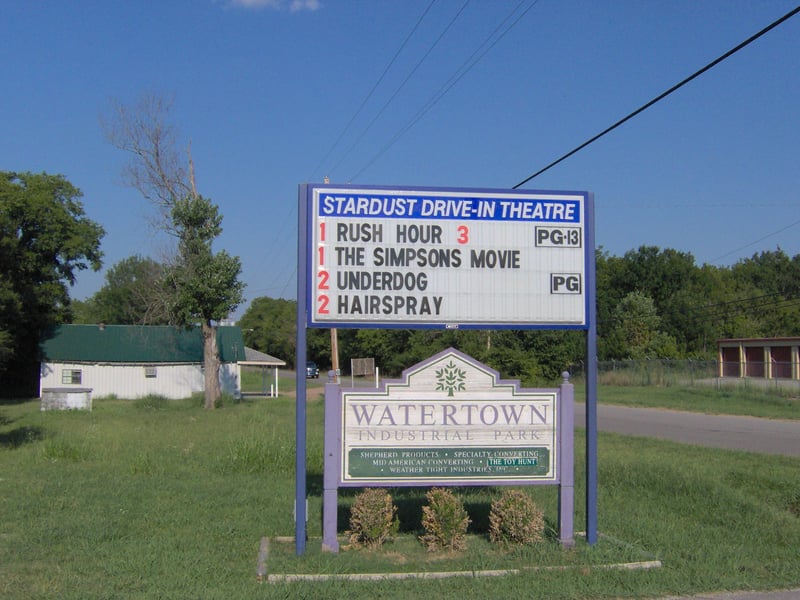 STARDUST DRIVE-IN THEATRE
1 RUSH HOUR 3 PG-13
1 THE SIMPSONS MOVIE
2 UNDERDOG PG
2 HAIRSPRAY
WATERTOWN
INDUSTRIAL PARK
SHEPHERD PRODUCTS • SPECIALTY CONVERTING
MID AMERICAN CONVERTING • THE TOY HUNT
• WEATHER TIGHT INDUSTRIES, INC.